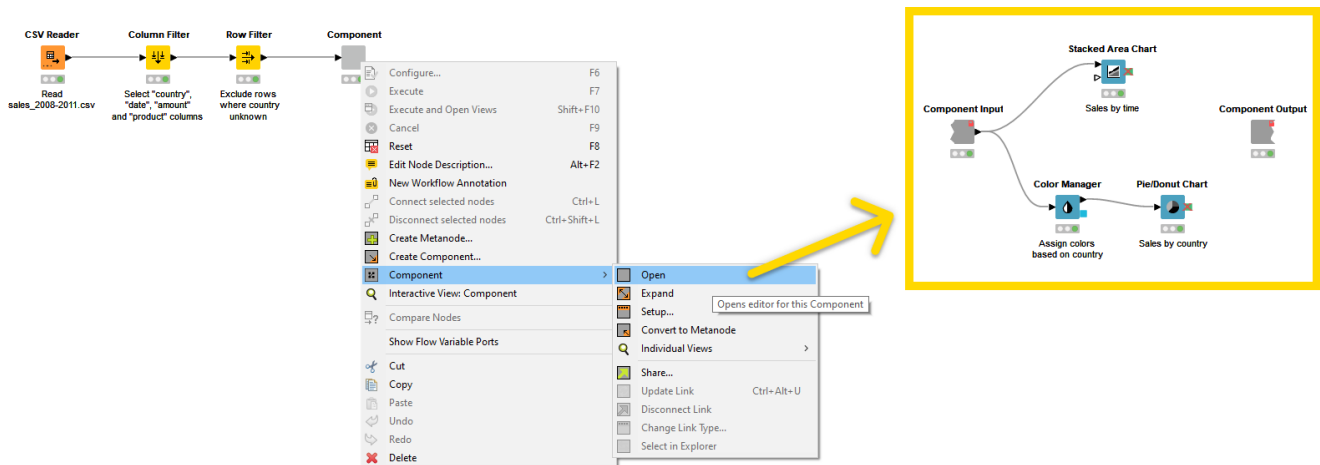 CSV Reader
Column Filter
Row Filter
Component
Read
sales_2008-2011.csv
Select "country",
"date", "amount"
and "product" columns
Exclude rows
where country
unknown
Configure... F6
Execute F7
Execute and Open Views Shift+F10
Cancel F9
Reset F8
Edit Node Description... Alt+F2
New Workflow Annotation
Connect selected nodes Ctrl+L
Disconnect selected nodes Ctrl+Shift+L
Create Metanode...
Create Component...
Component
Interactive View: Component
Compare Nodes
Show Flow Variable Ports
Cut
Copy
Paste
Undo
Redo
Delete
Open
Expand
Setup...
Convert to Metanode
Individual Views
Share...
Update Link Ctrl+Alt+U
Disconnect Link
Change Link Type...
Select in Explorer
Opens editor for this Component
Stacked Area Chart
Sales by time
Component Input
Component Output
Color Manager
Pie/Donut Chart
Assign colors
based on country
Sales by country